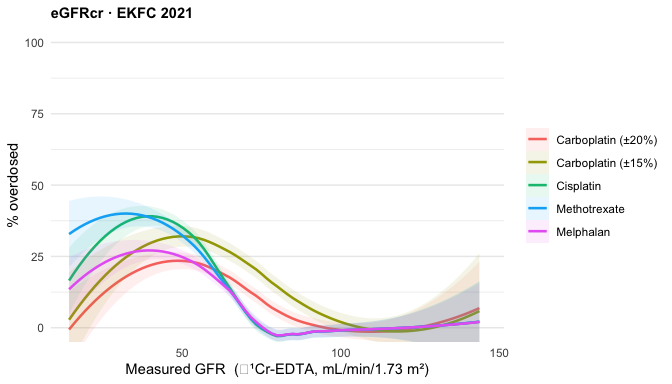 eGFRcr · EKFC 2021
100
75
50
25
0
% overdosed
50
100
150
Measured GFR (□¹Cr-EDTA, mL/min/1.73 m²)
Carboplatin (±20%)
Carboplatin (±15%)
Cisplatin
Methotrexate
Melphalan